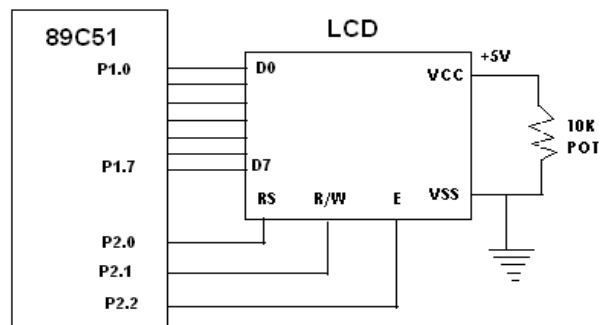 89C51
LCD
P1.0
D0
VCC
+5V
10K
POT
P1.7
D7
RS
R/W
E
VSS
P2.0
P2.1
P2.2